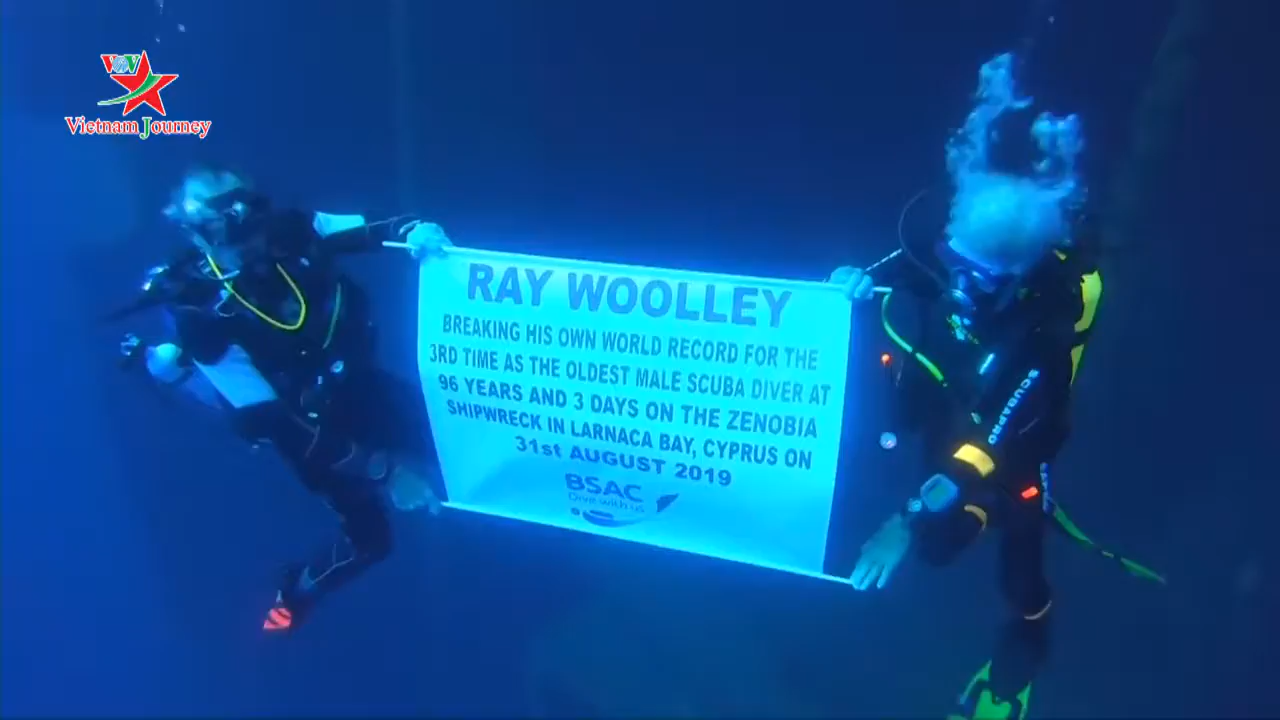 VOV
Vietnam Journey
RAY WOOLLEY
BREAKING HIS OWN WORLD RECORD FOR THE
3RD TIME AS THE OLDEST MALE SCUBA DIVER AT
96 YEARS AND 3 DAYS ON THE ZENOBIA
SHIPWRECK IN LARNACA BAY, CYPRUS ON
31st AUGUST 2019
BSAC
Dive with us
SCUBAPRO